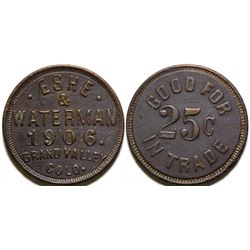 · ESHE ·
&
WATERMAN
1906.
GRAND VALLEY
COLO.
GOOD FOR
25¢
IN TRADE